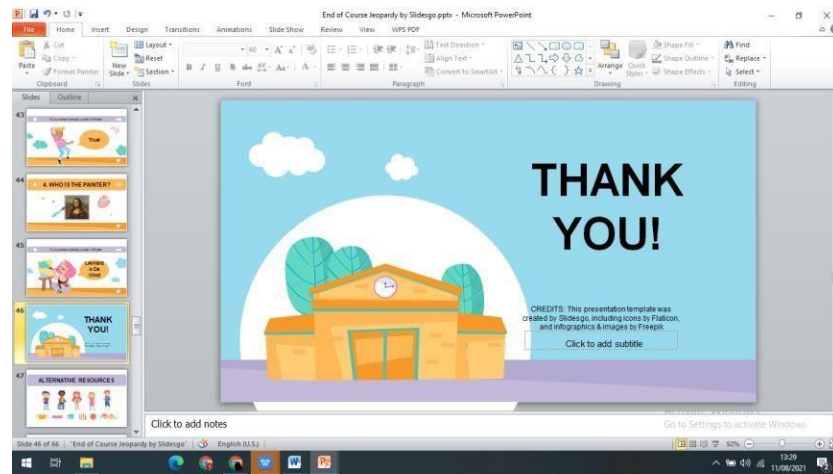 End of Course Jeopardy by Slidesgo.pptx - Microsoft PowerPoint
File Home Insert Design Transitions Animations Slide Show Review View WPS PDF
Cut
Copy
Format Painter
Paste
Clipboard
New Slide
Layout
Reset
Section
Slides
60
Font
Text Direction
Align Text
Convert to SmartArt
Paragraph
Arrange
Quick Styles
Shape Fill
Shape Outline
Shape Effects
Drawing
Find
Replace
Select
Editing
Slides Outline
43
True!
44
4. WHO IS THE PAINTER?
45
Leonard
o Da
Vinci!
46
THANK
YOU!
47
ALTERNATIVE RESOURCES
THANK
YOU!
CREDITS: This presentation template was
created by Slidesgo, including icons by Flaticon,
and infographics & images by Freepik
Click to add subtitle
Click to add notes
Activate Windows
Go to Settings to activate Windows.
Slide 46 of 66 "End of Course Jeopardy by Slidesgo" English (U.S.) 92%
13:29
11/08/2021